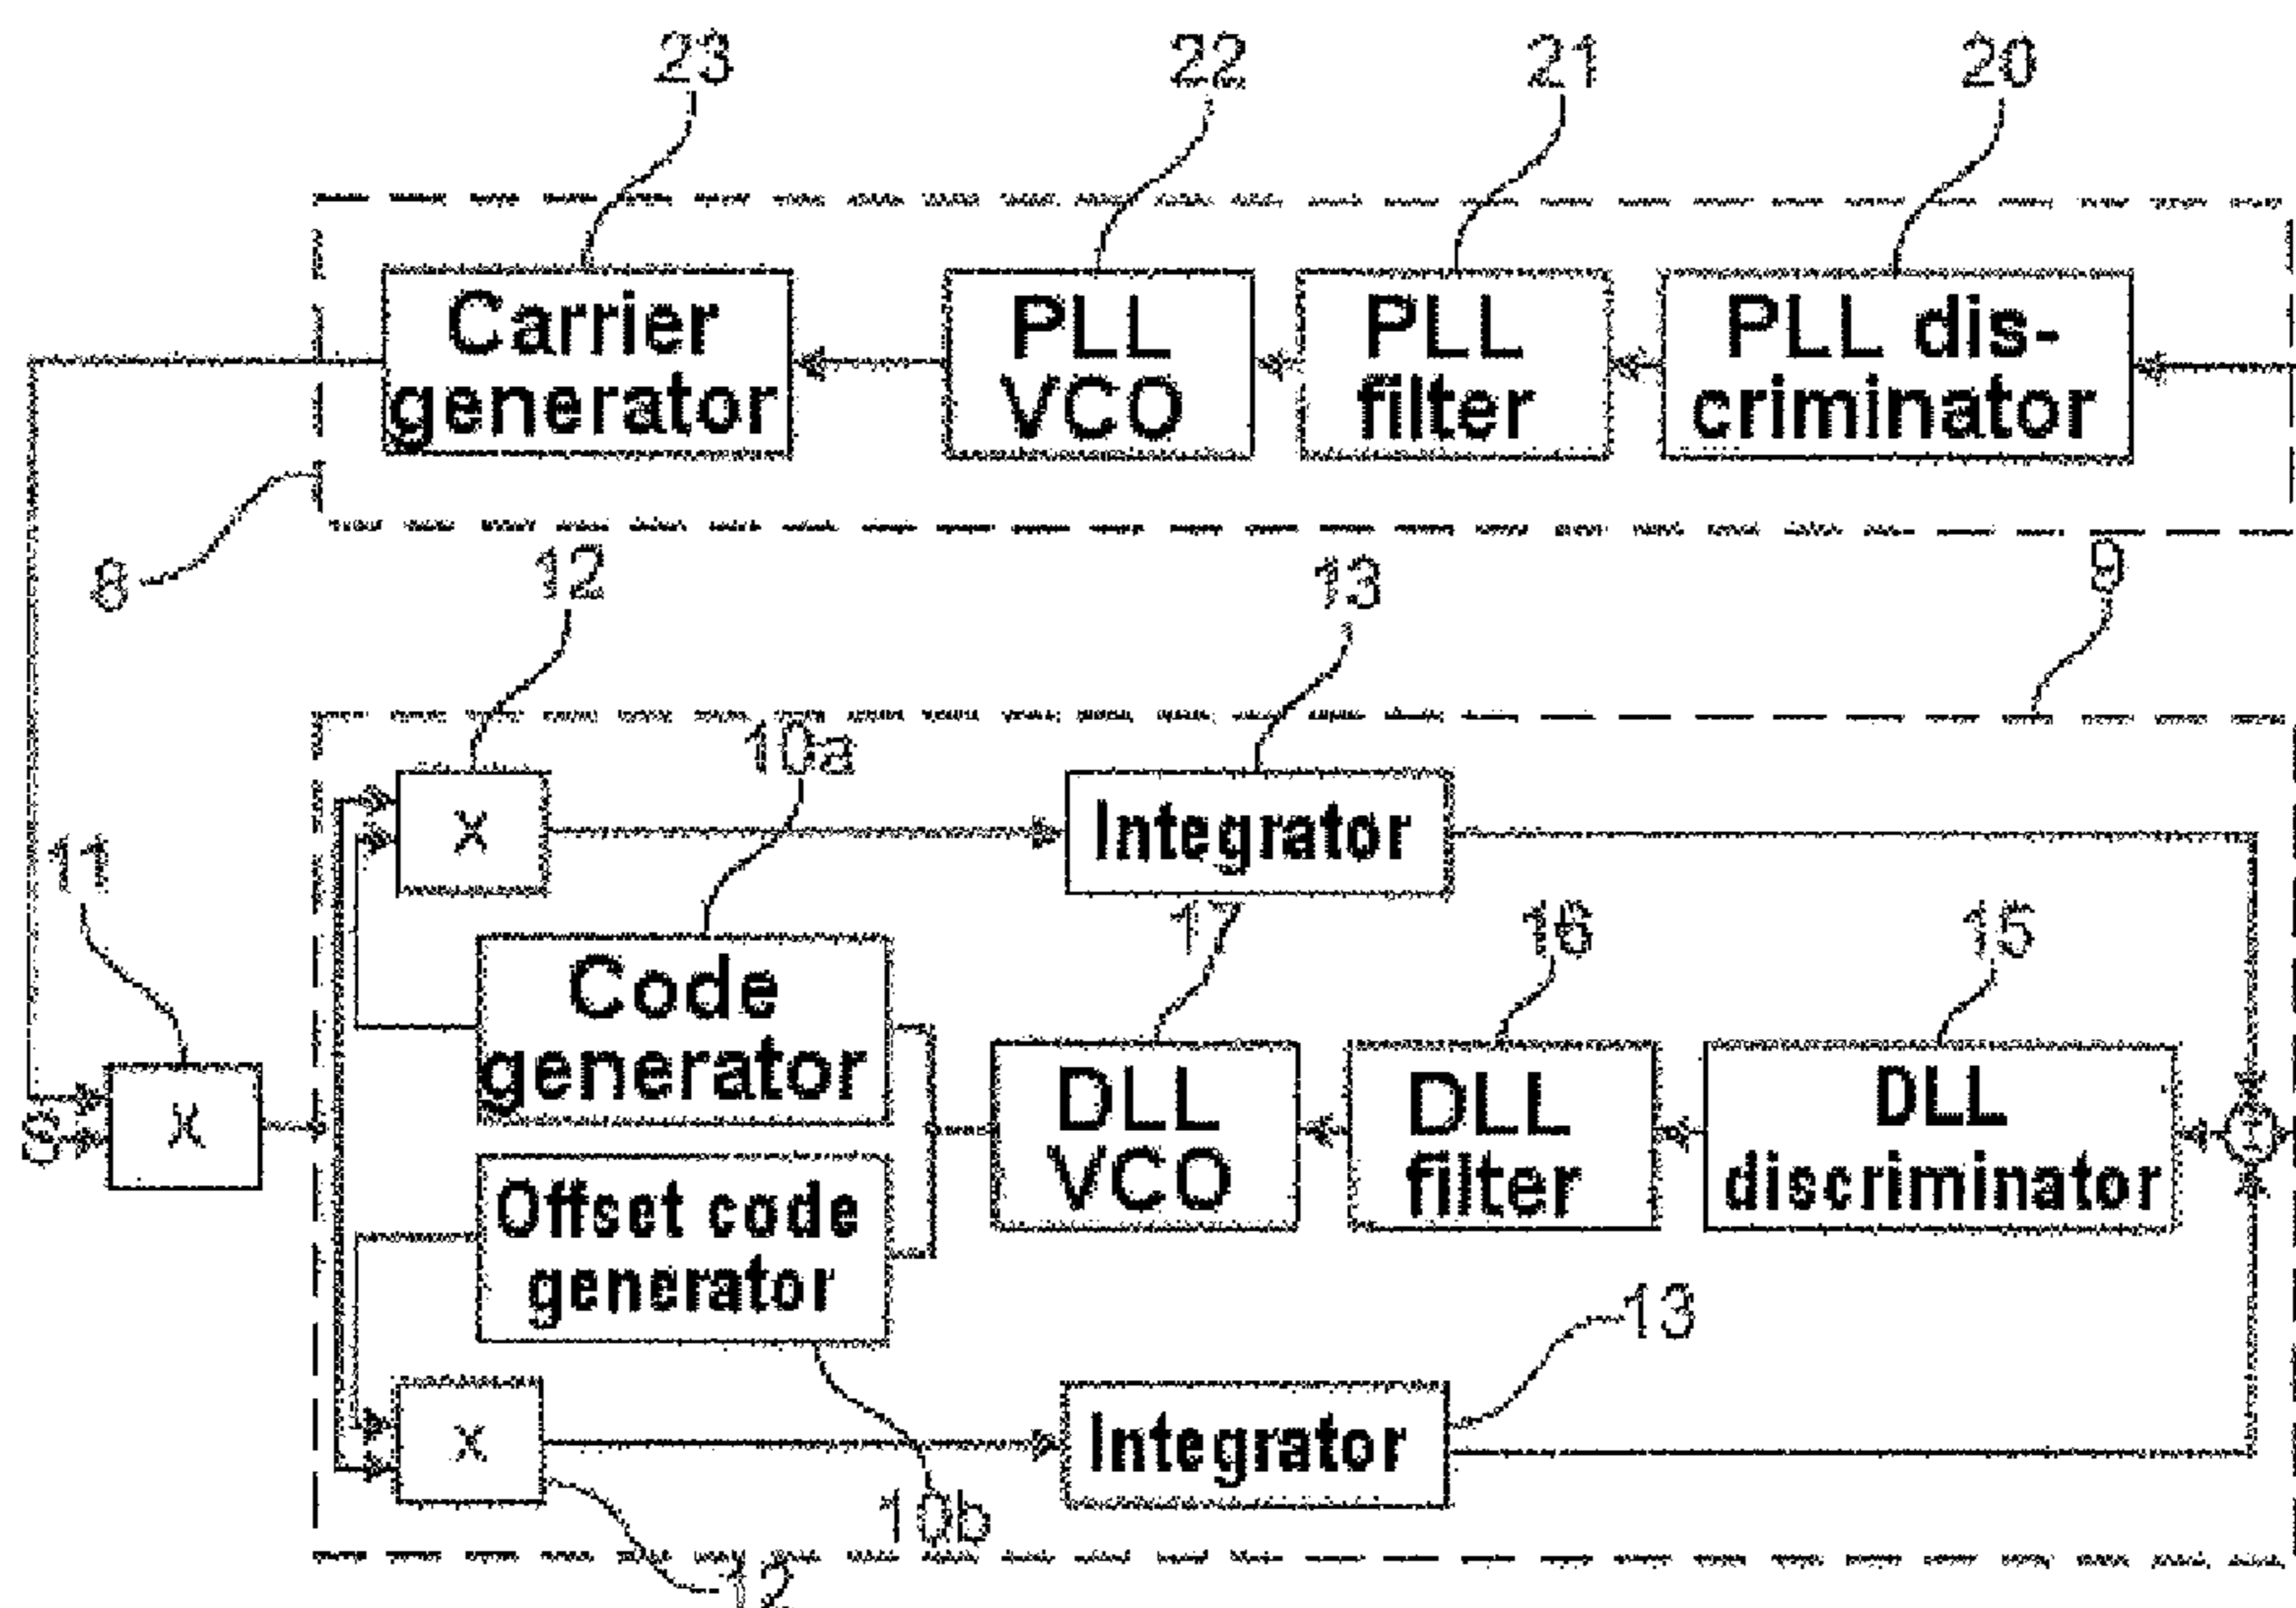 23
22
21
20
Carrier
generator
PLL
VCO
PLL
filter
PLL dis-
criminator
8
12
13
9
10a
X
Integrator
11
17
16
15
Code
generator
X
DLL
VCO
DLL
filter
DLL
discriminator
Offset code
generator
13
X
Integrator
10b
12